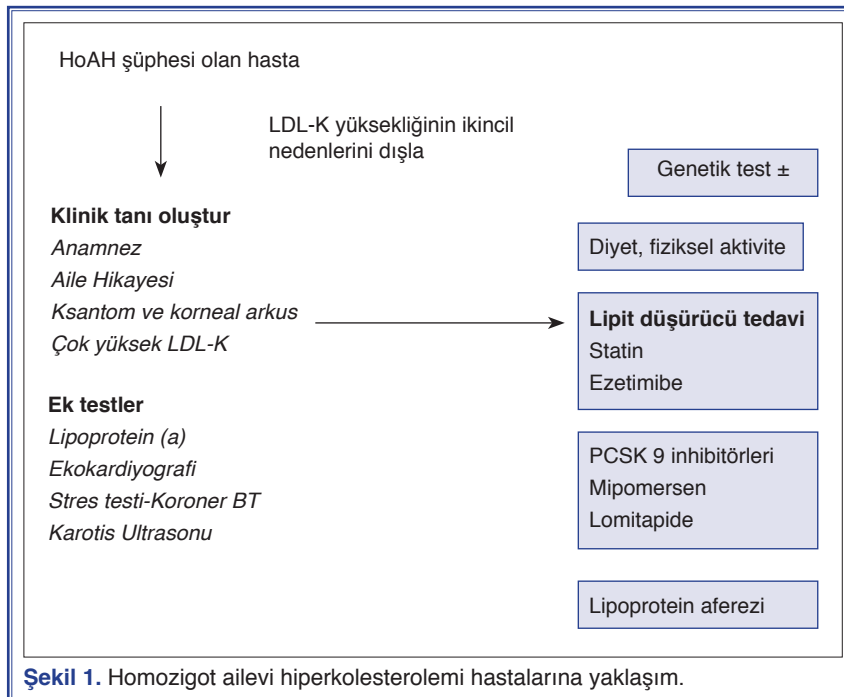 HoAH şüphesi olan hasta
LDL-K yüksekliğinin ikincil
nedenlerini dışla
Klinik tanı oluştur
Anamnez
Aile Hikayesi
Ksantom ve korneal arkus
Çok yüksek LDL-K
Ek testler
Lipoprotein (a)
Ekokardiyografi
Stres testi-Koroner BT
Karotis Ultrasonu
Genetik test ±
Diyet, fiziksel aktivite
Lipit düşürücü tedavi
Statin
Ezetimibe
PCSK 9 inhibitörleri
Mipomersen
Lomitapide
Lipoprotein aferezi
Şekil 1. Homozigot ailevi hiperkolesterolemi hastalarına yaklaşım.